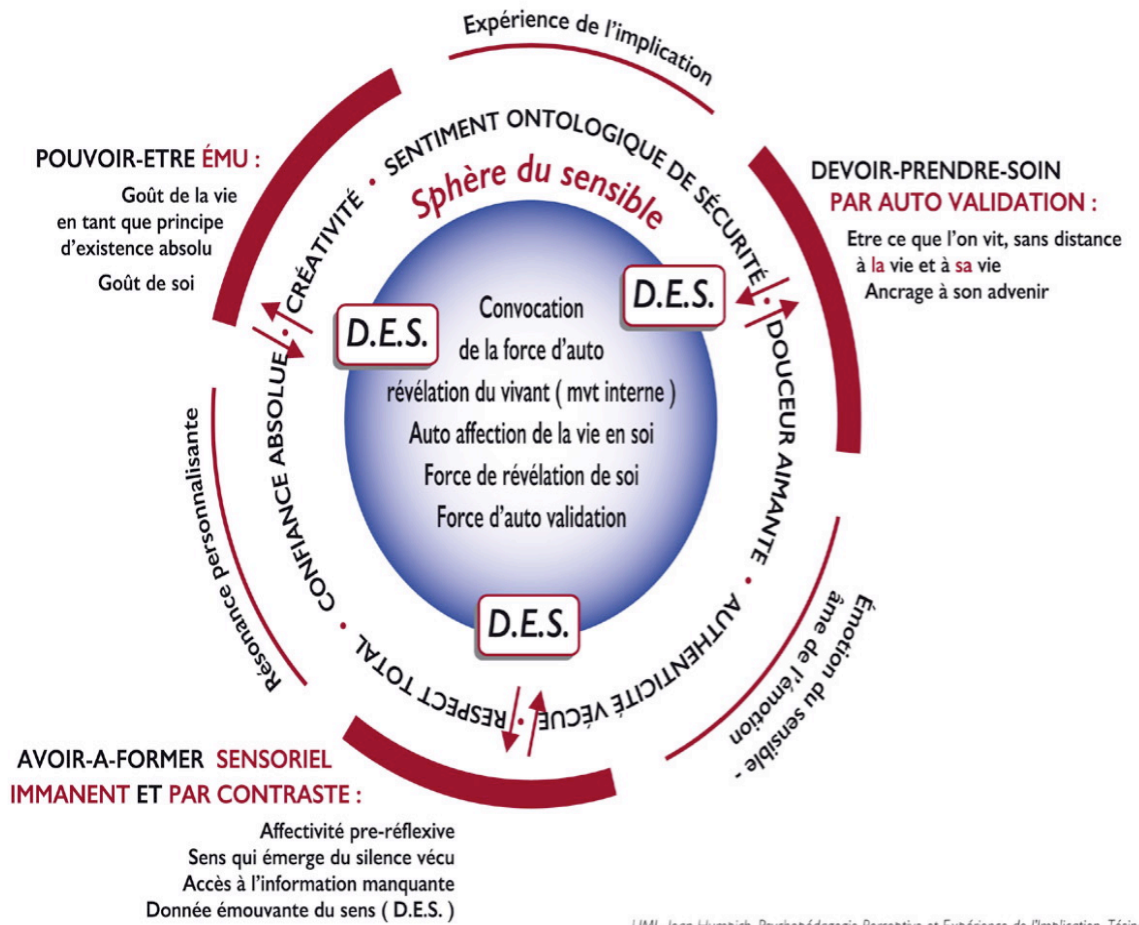 Expérience de l'implication
SENTIMENT ONTOLOGIQUE DE SÉCURITÉ • DOUCEUR AIMANTE • AUTHENTICITÉ VÉCUE • RESPECT TOTAL • CONFIANCE ABSOLUE • CRÉATIVITÉ •
Sphère du sensible
POUVOIR-ETRE ÉMU :
Goût de la vie
en tant que principe
d'existence absolu
Goût de soi
DEVOIR-PRENDRE-SOIN
PAR AUTO VALIDATION :
Etre ce que l'on vit, sans distance
à la vie et à sa vie
Ancrage à son advenir
D.E.S.
D.E.S.
Convocation
de la force d'auto
révélation du vivant ( mvt interne )
Auto affection de la vie en soi
Force de révélation de soi
Force d'auto validation
D.E.S.
Résonance personnalisante
Émotion du sensible -
âme de l'émotion
AVOIR-A-FORMER SENSORIEL
IMMANENT ET PAR CONTRASTE :
Affectivité pre-réflexive
Sens qui émerge du silence vécu
Accès à l'information manquante
Donnée émouvante du sens ( D.E.S. )